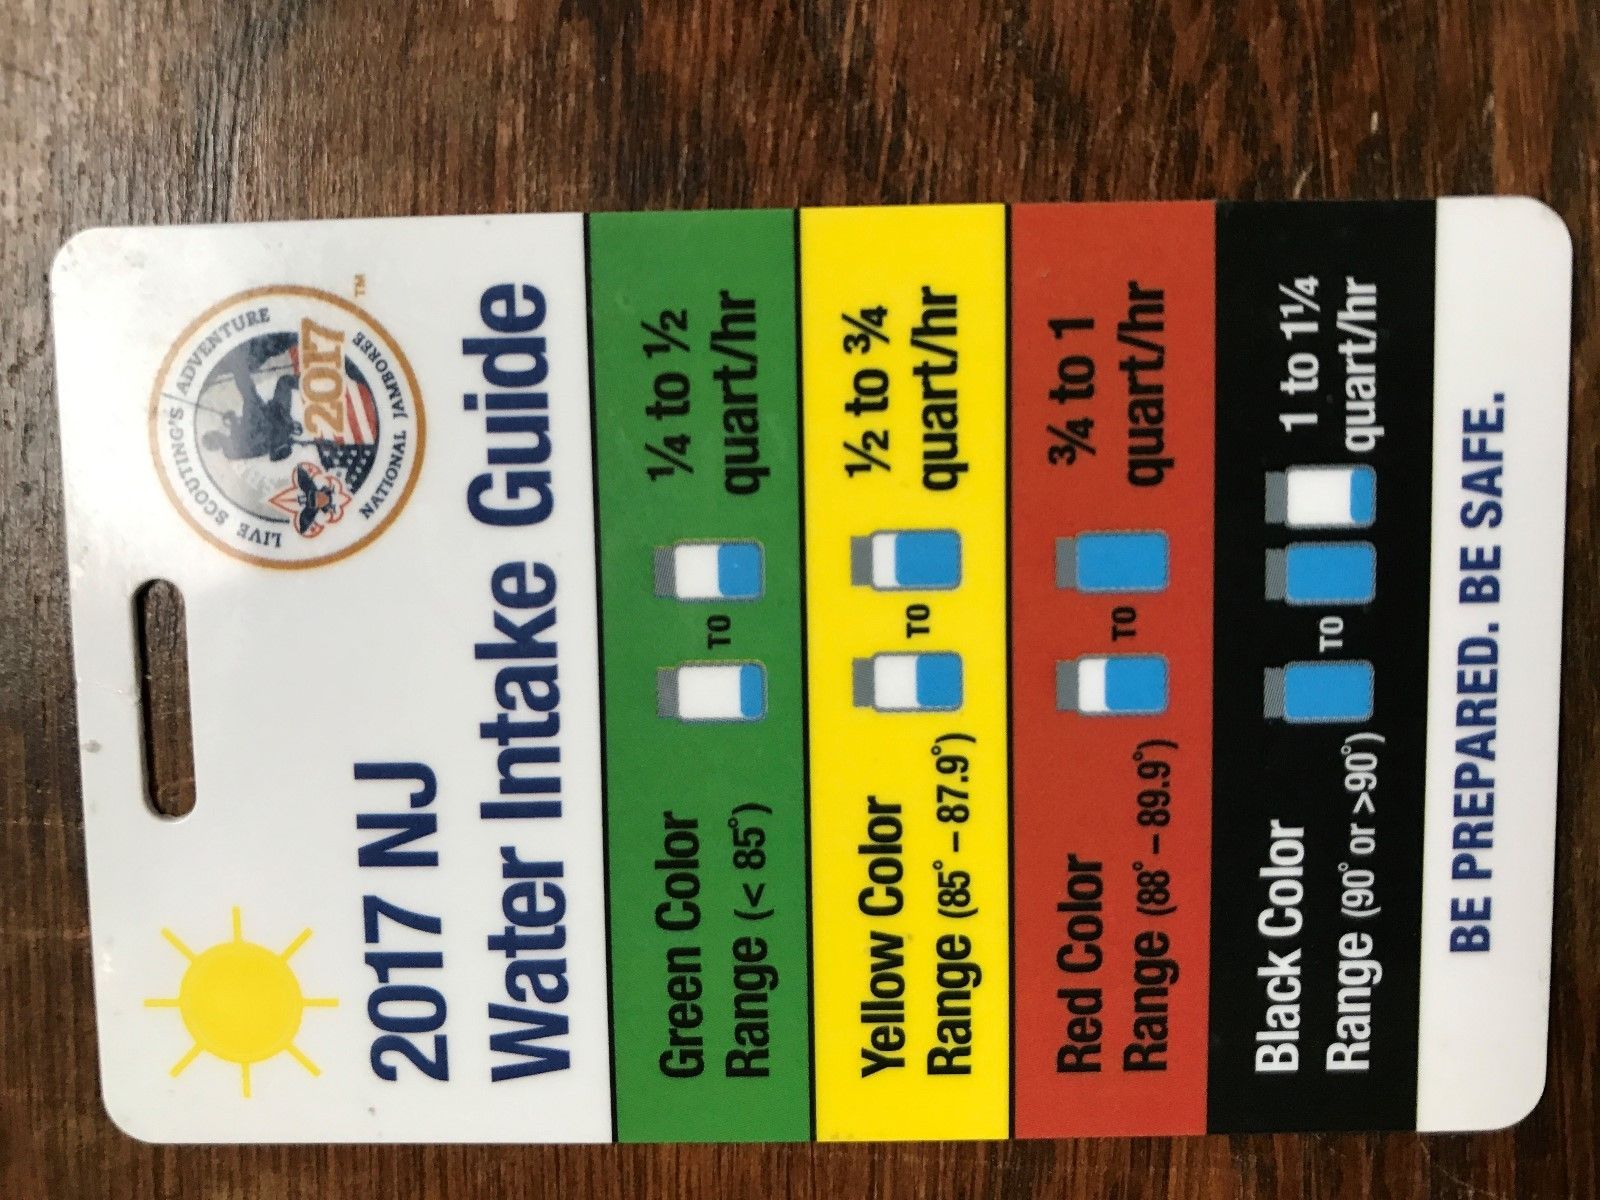 LIVE SCOUTING'S ADVENTURE
2017
NATIONAL JAMBOREE
TM
2017 NJ
Water Intake Guide
Green Color
Range (< 85°)
TO
¼ to ½
quart/hr
Yellow Color
Range (85° – 87.9°)
TO
½ to ¾
quart/hr
Red Color
Range (88° – 89.9°)
TO
¾ to 1
quart/hr
Black Color
Range (90° or >90°)
TO
1 to 1¼
quart/hr
BE PREPARED. BE SAFE.